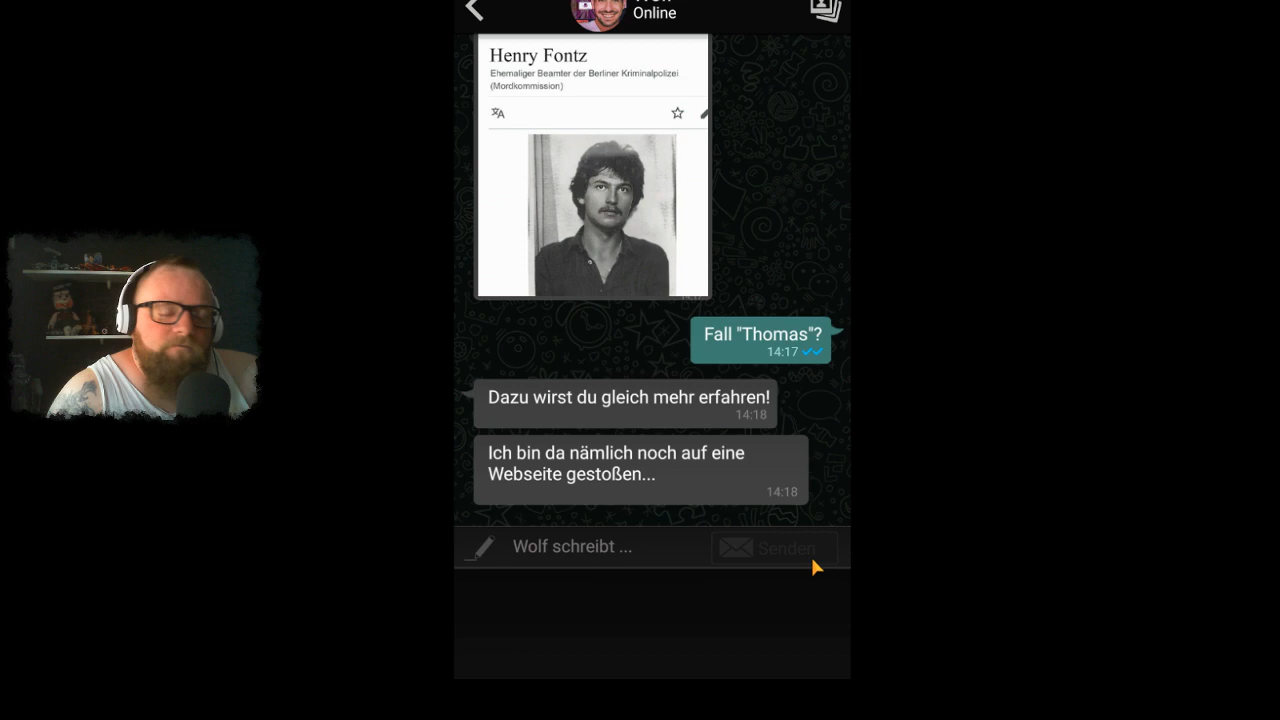 Online
Henry Fontz
Ehemaliger Beamter der Berliner Kriminalpolizei
(Mordkommission)
Fall "Thomas"?
14:17
Dazu wirst du gleich mehr erfahren!
14:18
Ich bin da nämlich noch auf eine
Webseite gestoßen...
14:18
Wolf schreibt ...
Senden